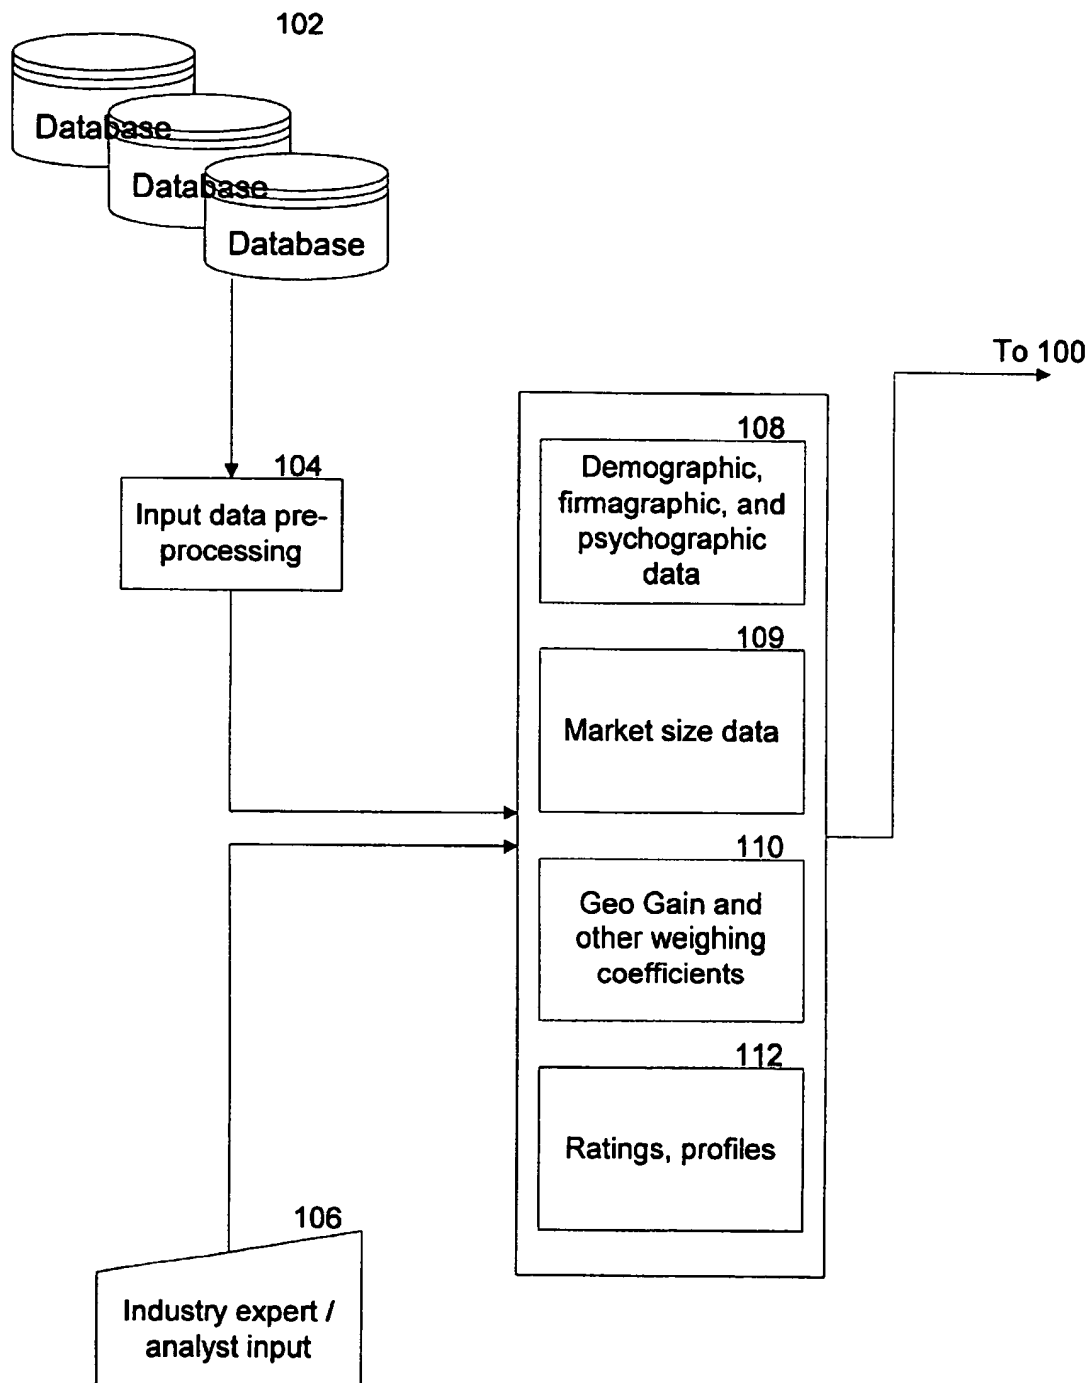 102
Database
Database
Database
To 100
108
Demographic,
firmagraphic, and
psychographic
data
104
Input data pre-
processing
109
Market size data
110
Geo Gain and
other weighing
coefficients
112
Ratings, profiles
106
Industry expert /
analyst input